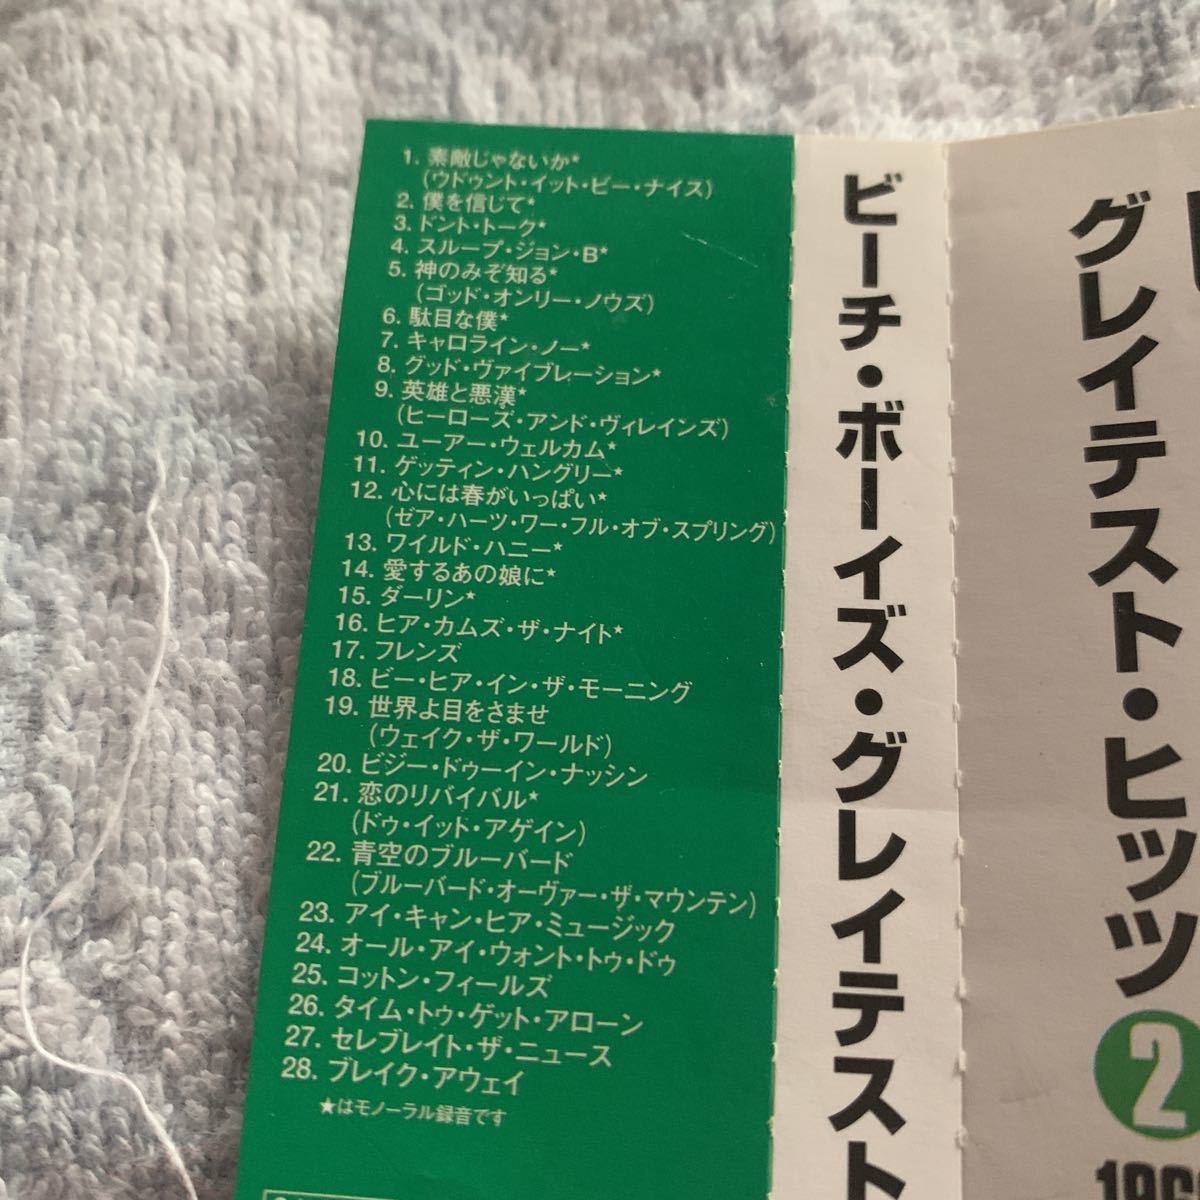 1. 素敵じゃないか★
(ウドゥント・イット・ビー・ナイス)
2. 僕を信じて★
3. ドント・トーク★
4. スループ・ジョン・B★
5. 神のみぞ知る★
(ゴッド・オンリー・ノウズ)
6. 駄目な僕★
7. キャロライン・ノー★
8. グッド・ヴァイブレーション★
9. 英雄と悪漢★
(ヒーローズ・アンド・ヴィレインズ)
10. ユーアー・ウェルカム★
11. ゲッティン・ハングリー★
12. 心には春がいっぱい★
(ゼア・ハーツ・ワー・フル・オブ・スプリング)
13. ワイルド・ハニー★
14. 愛するあの娘に★
15. ダーリン★
16. ヒア・カムズ・ザ・ナイト★
17. フレンズ
18. ビー・ヒア・イン・ザ・モーニング
19. 世界よ目をさませ
(ウェイク・ザ・ワールド)
20. ビジー・ドゥーイン・ナッシン
21. 恋のリバイバル★
(ドゥ・イット・アゲイン)
22. 青空のブルーバード
(ブルーバード・オーヴァー・ザ・マウンテン)
23. アイ・キャン・ヒア・ミュージック
24. オール・アイ・ウォント・トゥ・ドゥ
25. コットン・フィールズ
26. タイム・トゥ・ゲット・アローン
27. セレブレイト・ザ・ニュース
28. ブレイク・アウェイ
★はモノーラル録音です
ビーチ・ボーイズ・グレイテスト
グレイテスト・ヒッツ
2